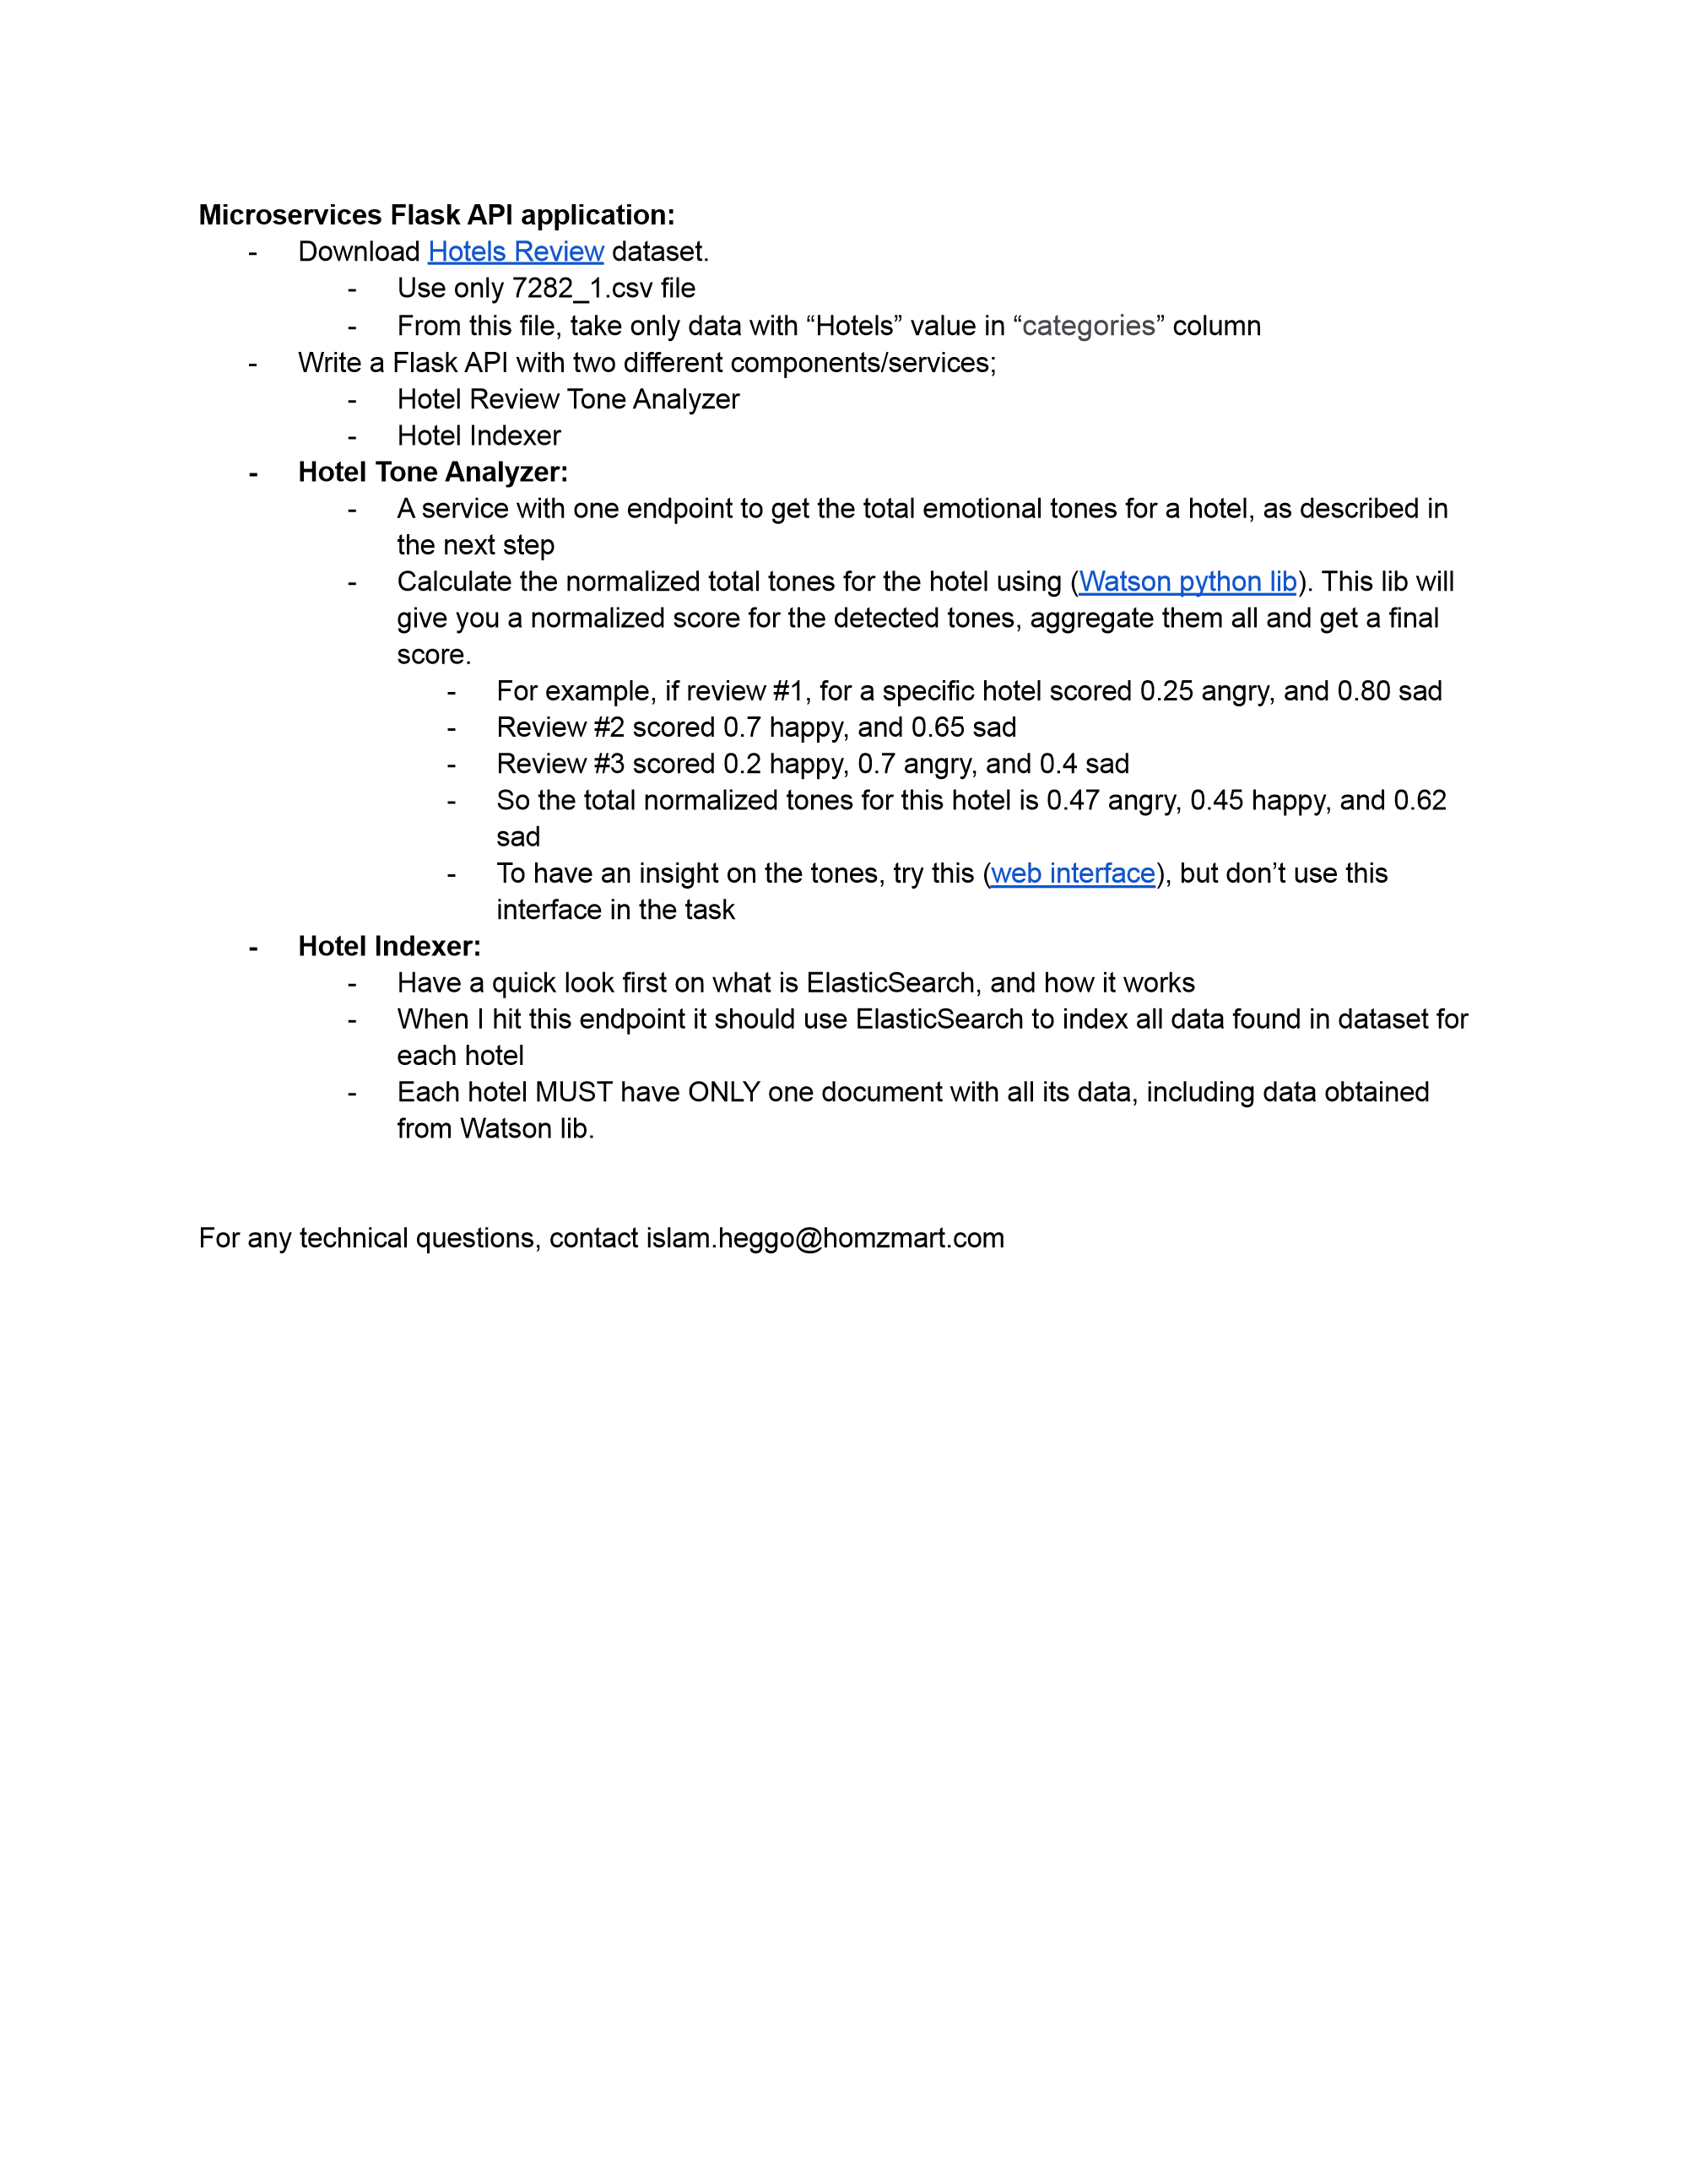 Microservices Flask API application:
- Download Hotels Review dataset.
- Use only 7282_1.csv file
- From this file, take only data with “Hotels” value in “categories” column
- Write a Flask API with two different components/services;
- Hotel Review Tone Analyzer
- Hotel Indexer
- Hotel Tone Analyzer:
- A service with one endpoint to get the total emotional tones for a hotel, as described in
the next step
- Calculate the normalized total tones for the hotel using (Watson python lib). This lib will
give you a normalized score for the detected tones, aggregate them all and get a final
score.
- For example, if review #1, for a specific hotel scored 0.25 angry, and 0.80 sad
- Review #2 scored 0.7 happy, and 0.65 sad
- Review #3 scored 0.2 happy, 0.7 angry, and 0.4 sad
- So the total normalized tones for this hotel is 0.47 angry, 0.45 happy, and 0.62
sad
- To have an insight on the tones, try this (web interface), but don’t use this
interface in the task
- Hotel Indexer:
- Have a quick look first on what is ElasticSearch, and how it works
- When I hit this endpoint it should use ElasticSearch to index all data found in dataset for
each hotel
- Each hotel MUST have ONLY one document with all its data, including data obtained
from Watson lib.
For any technical questions, contact islam.heggo@homzmart.com